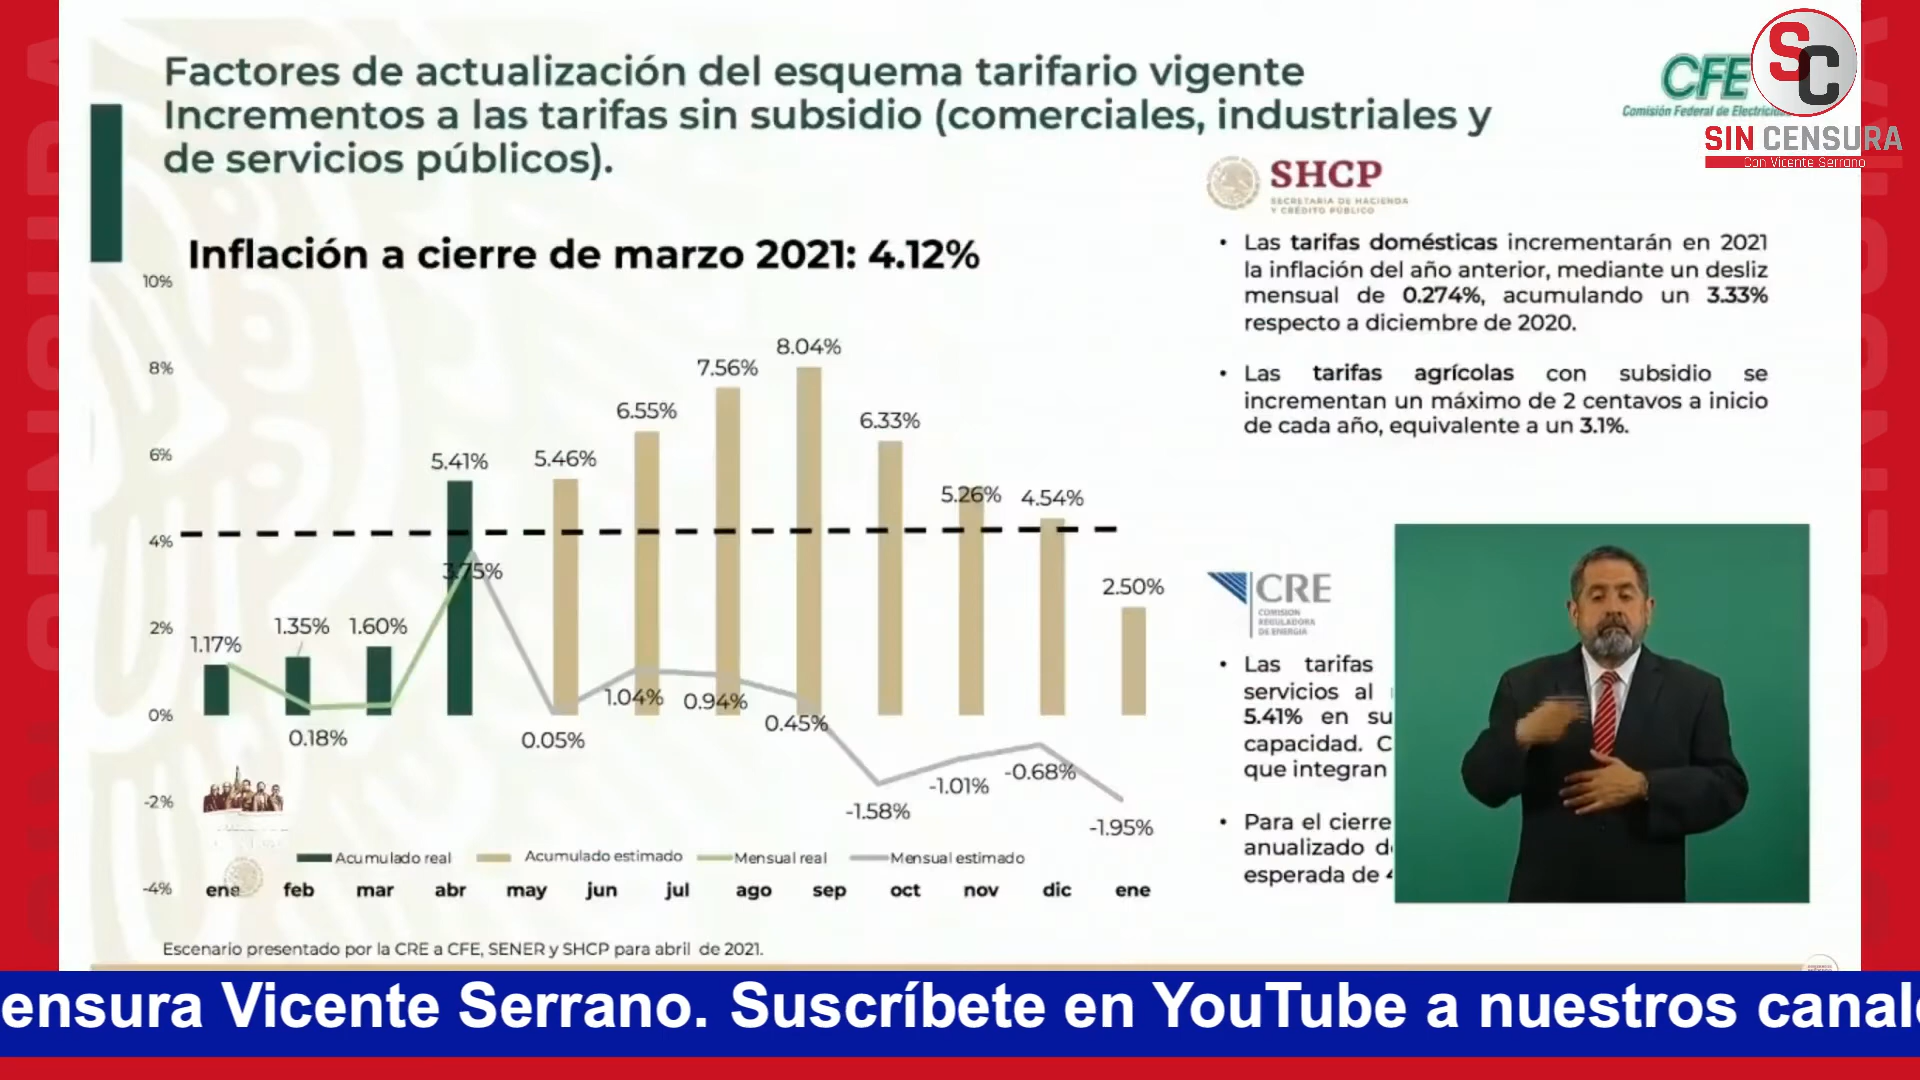 Factores de actualización del esquema tarifario vigente
Incrementos a las tarifas sin subsidio (comerciales, industriales y
de servicios públicos).
CFE
Comisión Federal de
SC
SIN CENSURA
Con Vicente Serrano
SHCP
SECRETARÍA DE HACIENDA
Y CRÉDITO PÚBLICO
Inflación a cierre de marzo 2021: 4.12%
• Las tarifas domésticas incrementarán en 2021
la inflación del año anterior, mediante un desliz
mensual de 0.274%, acumulando un 3.33%
respecto a diciembre de 2020.
• Las tarifas agrícolas con subsidio se
incrementan un máximo de 2 centavos a inicio
de cada año, equivalente a un 3.1%.
CRE
COMISIÓN
REGULADORA
DE ENERGÍA
• Las tarifas
servicios al
5.41% en su
capacidad. C
que integran
• Para el cierre
anualizado d
esperada de
10%
8%
6%
4%
2%
0%
-2%
-4%
1.17%
1.35%
1.60%
5.41%
5.46%
6.55%
7.56%
8.04%
6.33%
5.26%
4.54%
2.50%
0.18%
3.75%
0.05%
1.04%
0.94%
0.45%
-1.58%
-1.01%
-0.68%
-1.95%
Acumulado real Acumulado estimado Mensual real Mensual estimado
ene feb mar abr may jun jul ago sep oct nov dic ene
Escenario presentado por la CRE a CFE, SENER y SHCP para abril de 2021.
ensura Vicente Serrano. Suscríbete en YouTube a nuestros canal